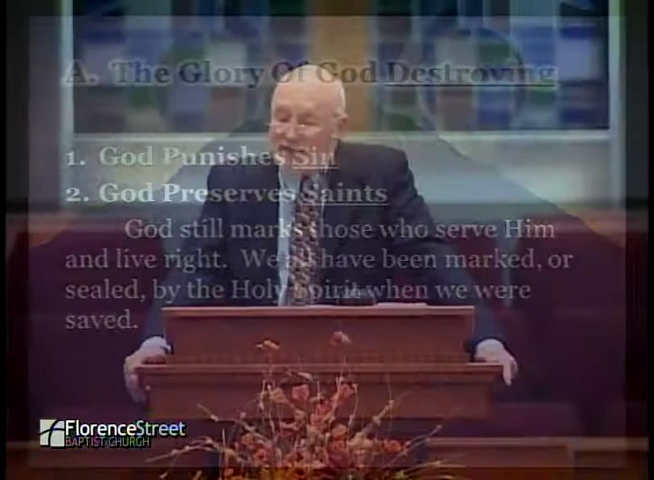 A. The Glory Of God Destroying
1. God Punishes Sin
2. God Preserves Saints
God still marks those who serve Him
and live right. We all have been marked, or
sealed, by the Holy Spirit when we were
saved.
FlorenceStreet
BAPTIST CHURCH